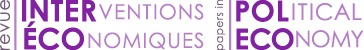 revue
INTERVENTIONS
ÉCONOMIQUES
papers in
POLITICAL
ECONOMY